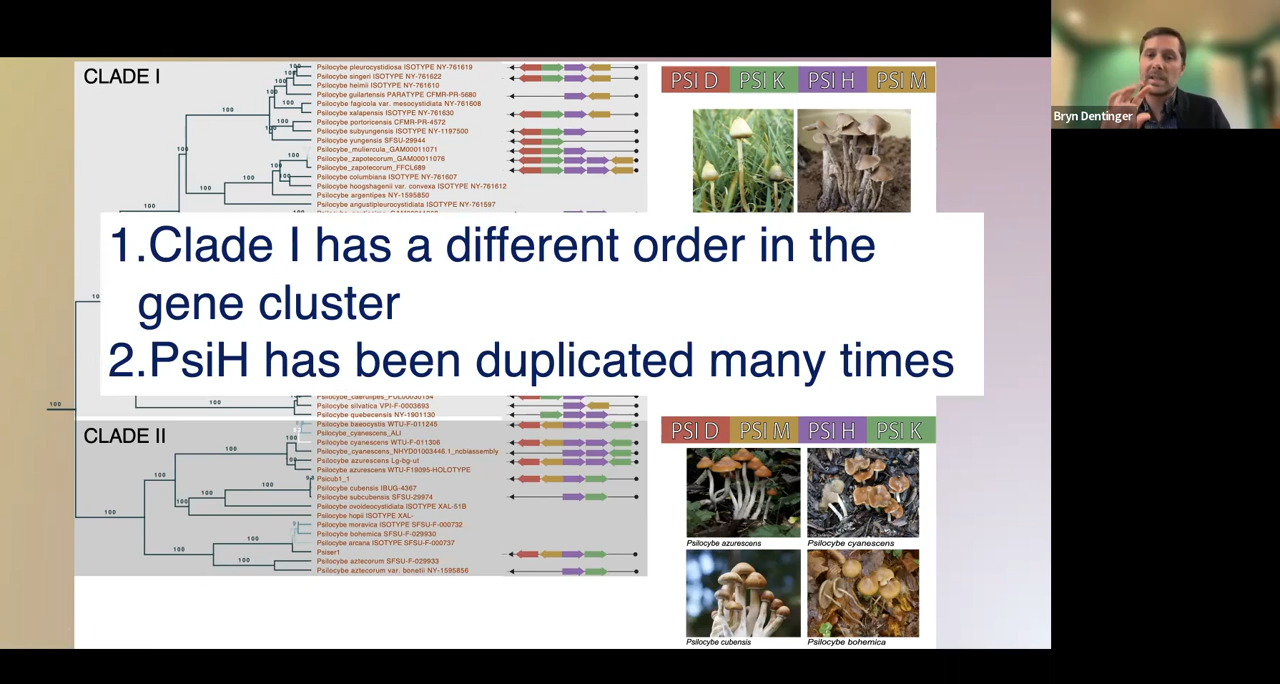 CLADE I
Psilocybe pleurocystidiosa ISOTYPE NY-761619
Psilocybe singeri ISOTYPE NY-761622
Psilocybe heimii ISOTYPE NY-761610
Psilocybe guilartensis PARATYPE CFMR-PR-5680
Psilocybe fagicola var. mesocystidiata NY-761608
Psilocybe xalapensis ISOTYPE NY-761630
Psilocybe portoricensis CFMR-PR-4572
Psilocybe subyungensis ISOTYPE NY-1197500
Psilocybe yungensis SFSU-29944
Psilocybe_muliercula_GAM00011071
Psilocybe_zapotecorum_GAM00011076
Psilocybe_zapotecorum_FFCL689
Psilocybe columbiana ISOTYPE NY-761607
Psilocybe hoogshagenii var. convexa ISOTYPE NY-761612
Psilocybe argentipes NY-1595850
Psilocybe angustipleurocystidiata ISOTYPE NY-761597
PSI D PSI K PSI H PSI M
Bryn Dentinger
1.Clade I has a different order in the
gene cluster
2.PsiH has been duplicated many times
Psilocybe silvatica VPI-F-0003893
Psilocybe quebecensis NY-1901130
CLADE II
Psilocybe baeocystis WTU-F-011245
Psilocybe_cyanescens_ALI
Psilocybe cyanescens WTU-F-011306
Psilocybe_cyanescens_NHYD01003446.1_ncbiassembly
Psilocybe azurescens Lg-bg-ut
Psilocybe azurescens WTU-F19095-HOLOTYPE
Psicub1_1
Psilocybe cubensis IBUG-4367
Psilocybe subcubensis SFSU-29974
Psilocybe ovoideocystidiata ISOTYPE XAL-51B
Psilocybe hopii ISOTYPE XAL-
Psilocybe moravica ISOTYPE SFSU-F-000732
Psilocybe bohemica SFSU-F-029930
Psilocybe arcana ISOTYPE SFSU-F-000737
Psiser1
Psilocybe aztecorum SFSU-F-029933
Psilocybe aztecorum var. bonetii NY-1595856
PSI D PSI M PSI H PSI K
Psilocybe azurescens
Psilocybe cyanescens
Psilocybe cubensis
Psilocybe bohemica